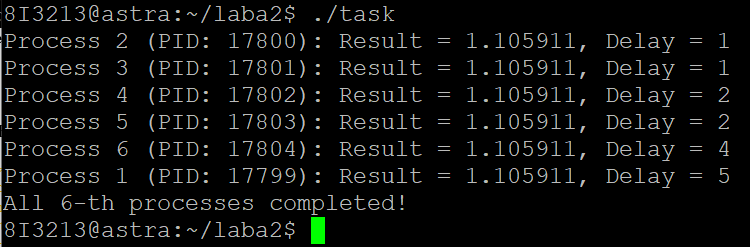 8I3213@astra:~/laba2$ ./task
Process 2 (PID: 17800): Result = 1.105911, Delay = 1
Process 3 (PID: 17801): Result = 1.105911, Delay = 1
Process 4 (PID: 17802): Result = 1.105911, Delay = 2
Process 5 (PID: 17803): Result = 1.105911, Delay = 2
Process 6 (PID: 17804): Result = 1.105911, Delay = 4
Process 1 (PID: 17799): Result = 1.105911, Delay = 5
All 6-th processes completed!
8I3213@astra:~/laba2$